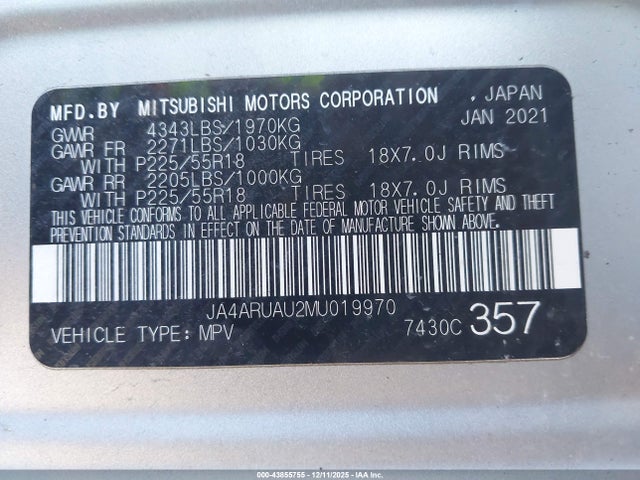 MFD.BY MITSUBISHI MOTORS CORPORATION , JAPAN
GVWR 4343LBS/1970KG JAN 2021
GAWR FR 2271LBS/1030KG
WITH P225/55R18 TIRES 18X7.0J RIMS
GAWR RR 2205LBS/1000KG
WITH P225/55R18 TIRES 18X7.0J RIMS
THIS VEHICLE CONFORMS TO ALL APPLICABLE FEDERAL MOTOR VEHICLE SAFETY AND THEFT
PREVENTION STANDARDS IN EFFECT ON THE DATE OF MANUFACTURE SHOWN ABOVE.
JA4ARUAU2MU019970
VEHICLE TYPE: MPV 7430C 357
000-43855755 - 12/11/2025 - IAA Inc.